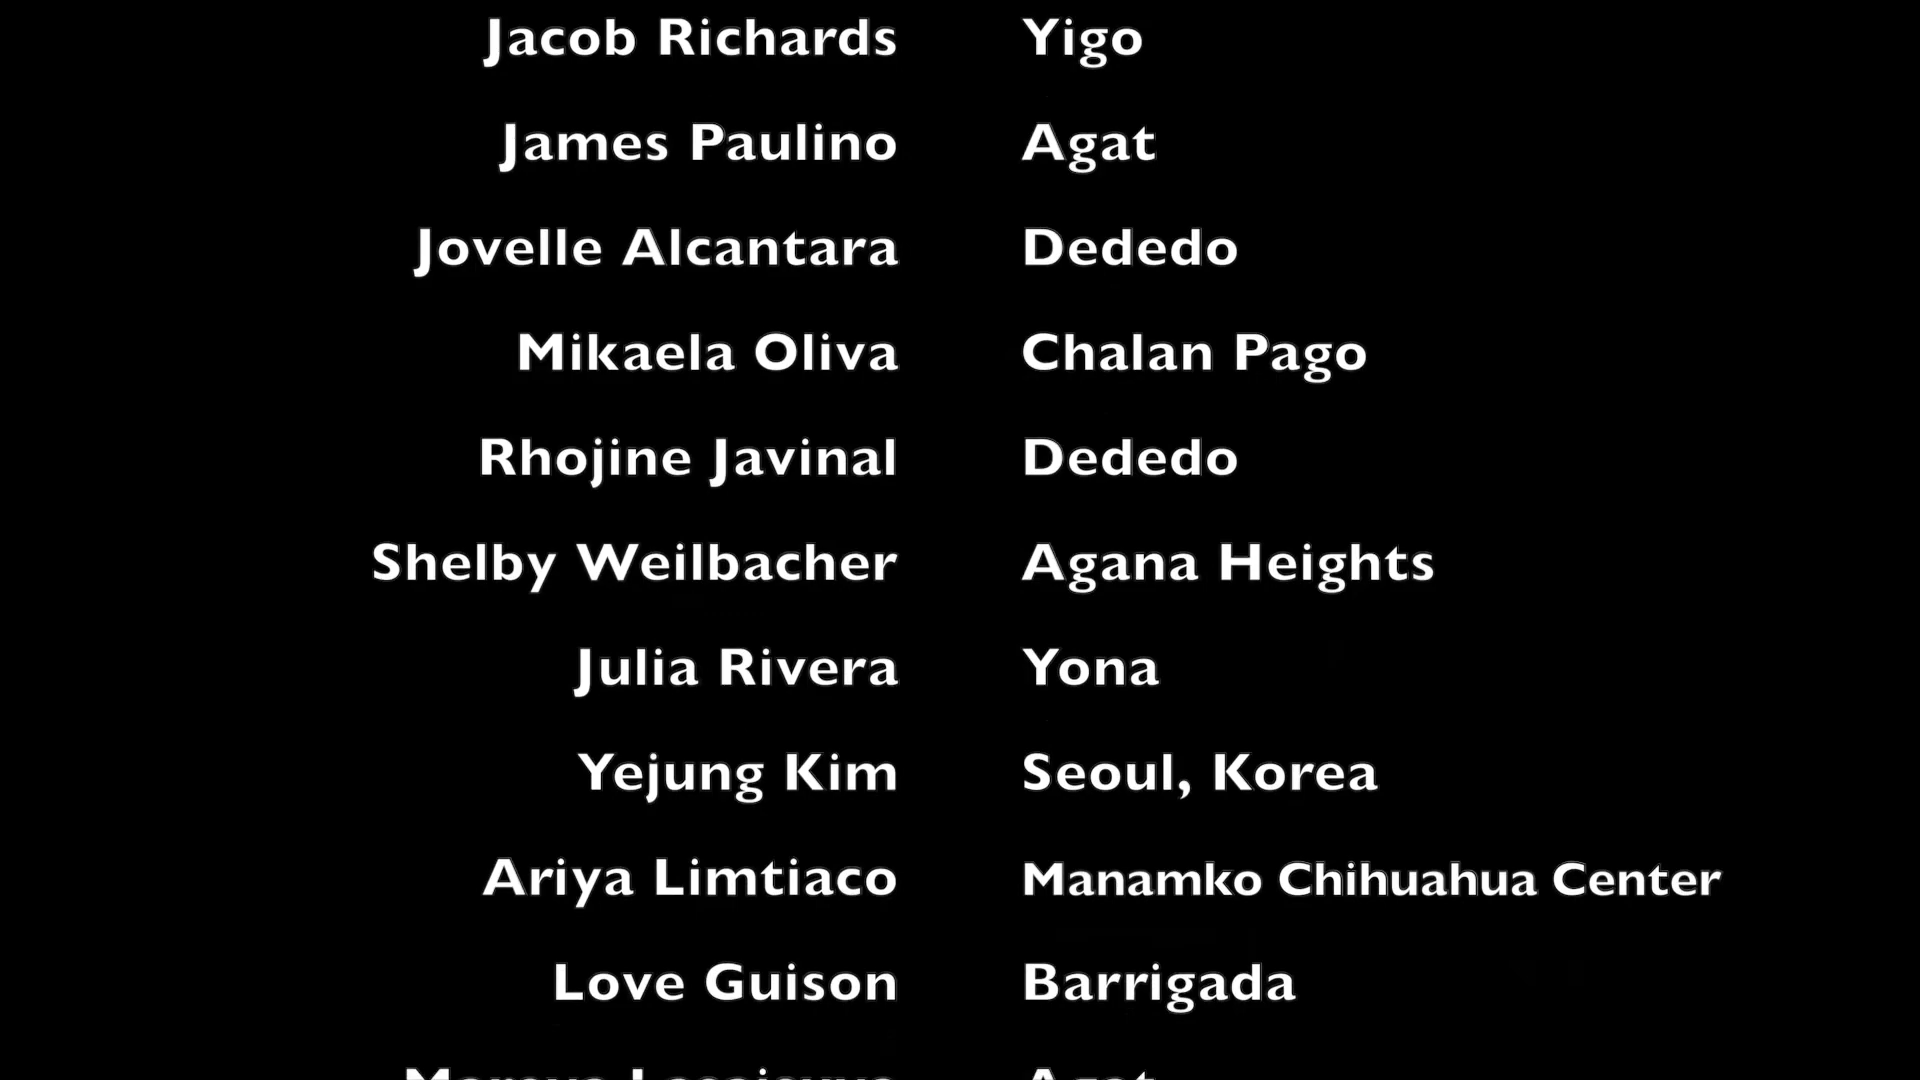 Jacob Richards Yigo
James Paulino Agat
Jovelle Alcantara Dededo
Mikaela Oliva Chalan Pago
Rhojine Javinal Dededo
Shelby Weilbacher Agana Heights
Julia Rivera Yona
Yejung Kim Seoul, Korea
Ariya Limtiaco Manamko Chihuahua Center
Love Guison Barrigada
Agat